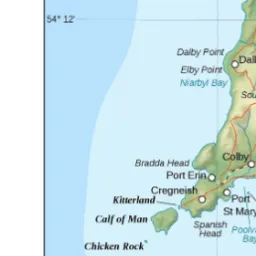 54° 12'
Dalby Point
Dal
Elby Point
Niarbyl Bay
Sou
Bradda Head
Colby
Port Erin
Cregneish
Kitterland
Port
St Mary
Calf of Man
Spanish
Head
Poolv
Bay
Chicken Rock